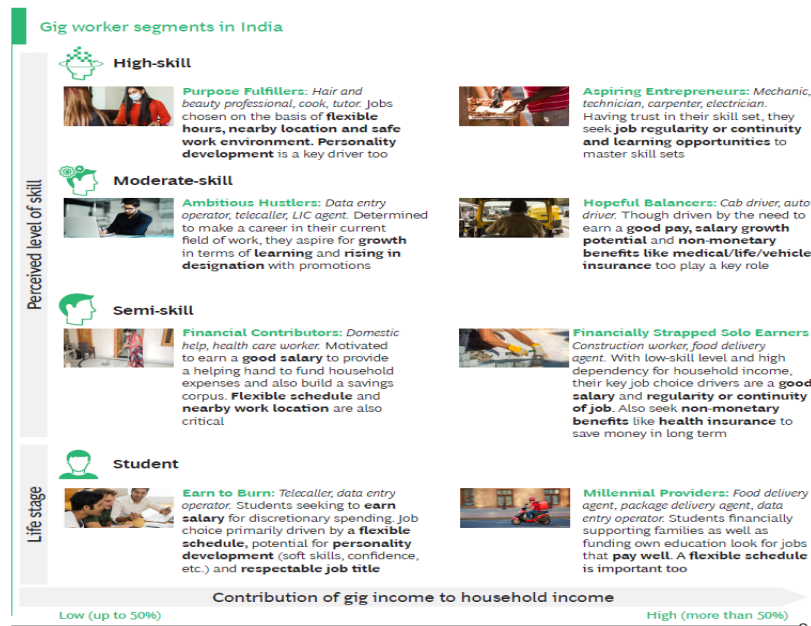 Gig worker segments in India
Perceived level of skill
High-skill
Purpose Fulfillers: Hair and
beauty professional, cook, tutor. Jobs
chosen on the basis of flexible
hours, nearby location and safe
work environment. Personality
development is a key driver too
Aspiring Entrepreneurs: Mechanic,
technician, carpenter, electrician.
Having trust in their skill set, they
seek job regularity or continuity
and learning opportunities to
master skill sets
Moderate-skill
Ambitious Hustlers: Data entry
operator, telecaller, LIC agent. Determined
to make a career in their current
field of work, they aspire for growth
in terms of learning and rising in
designation with promotions
Hopeful Balancers: Cab driver, auto
driver. Though driven by the need to
earn a good pay, salary growth
potential and non-monetary
benefits like medical/life/vehicle
insurance too play a key role
Semi-skill
Financial Contributors: Domestic
help, health care worker. Motivated
to earn a good salary to provide
a helping hand to fund household
expenses and also build a savings
corpus. Flexible schedule and
nearby work location are also
critical
Financially Strapped Solo Earners
Construction worker, food delivery
agent. With low-skill level and high
dependency for household income,
their key job choice drivers are a good
salary and regularity or continuity
of job. Also seek non-monetary
benefits like health insurance to
save money in long term
Life stage
Student
Earn to Burn: Telecaller, data entry
operator. Students seeking to earn
salary for discretionary spending. Job
choice primarily driven by a flexible
schedule, potential for personality
development (soft skills, confidence,
etc.) and respectable job title
Millennial Providers: Food delivery
agent, package delivery agent, data
entry operator. Students financially
supporting families as well as
funding own education look for jobs
that pay well. A flexible schedule
is important too
Contribution of gig income to household income
Low (up to 50%)
High (more than 50%)